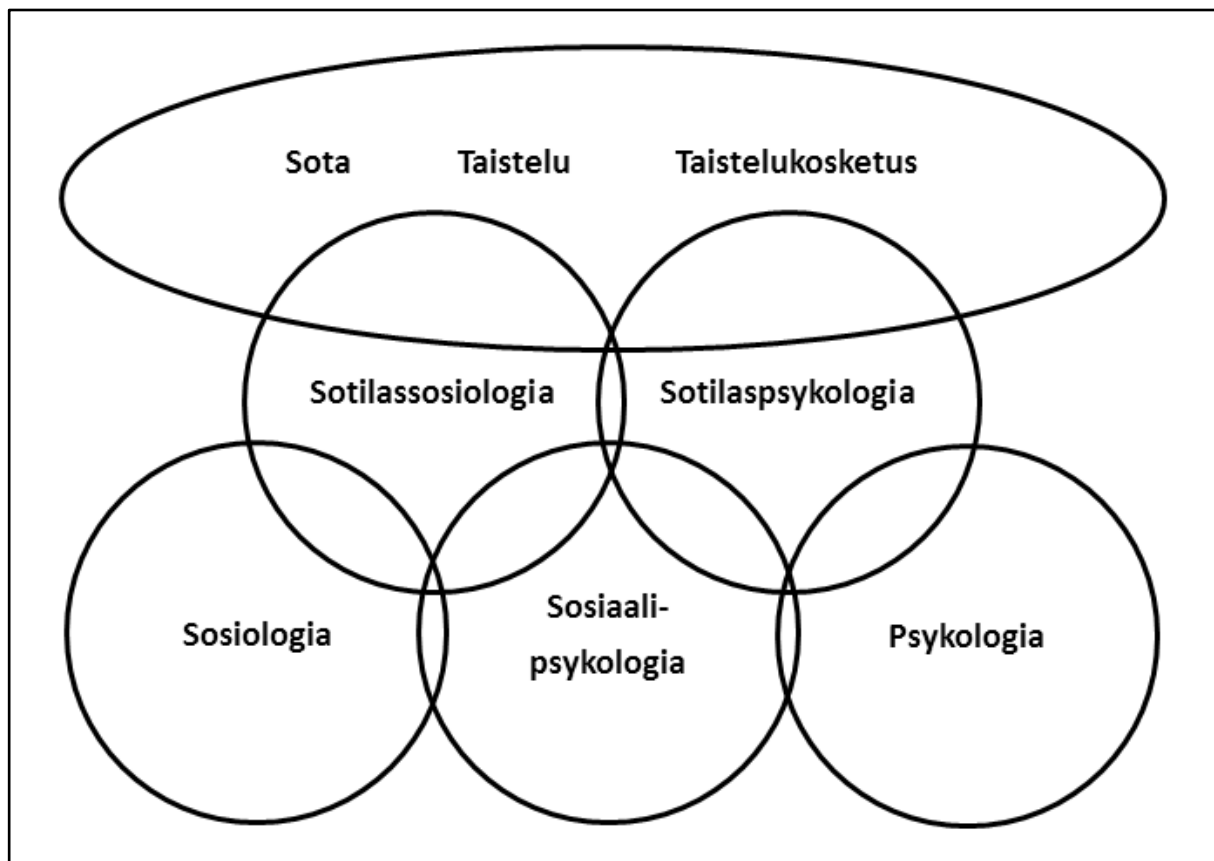 Sota Taistelu Taistelukosketus
Sotilassosiologia Sotilaspsykologia
Sosiologia
Sosiaali-
psykologia
Psykologia